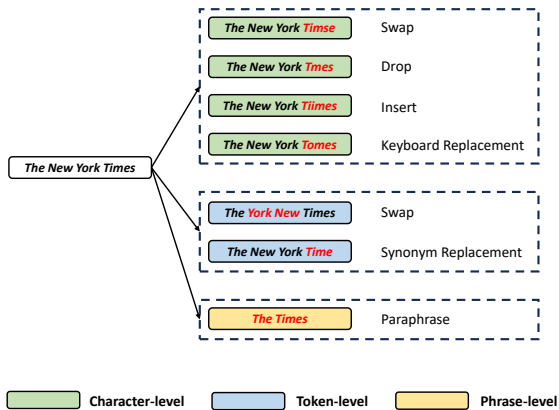 The New York Timse Swap
The New York Tmes Drop
The New York Tiimes Insert
The New York Tomes Keyboard Replacement
The New York Times
The York New Times Swap
The New York Time Synonym Replacement
The Times Paraphrase
Character-level Token-level Phrase-level